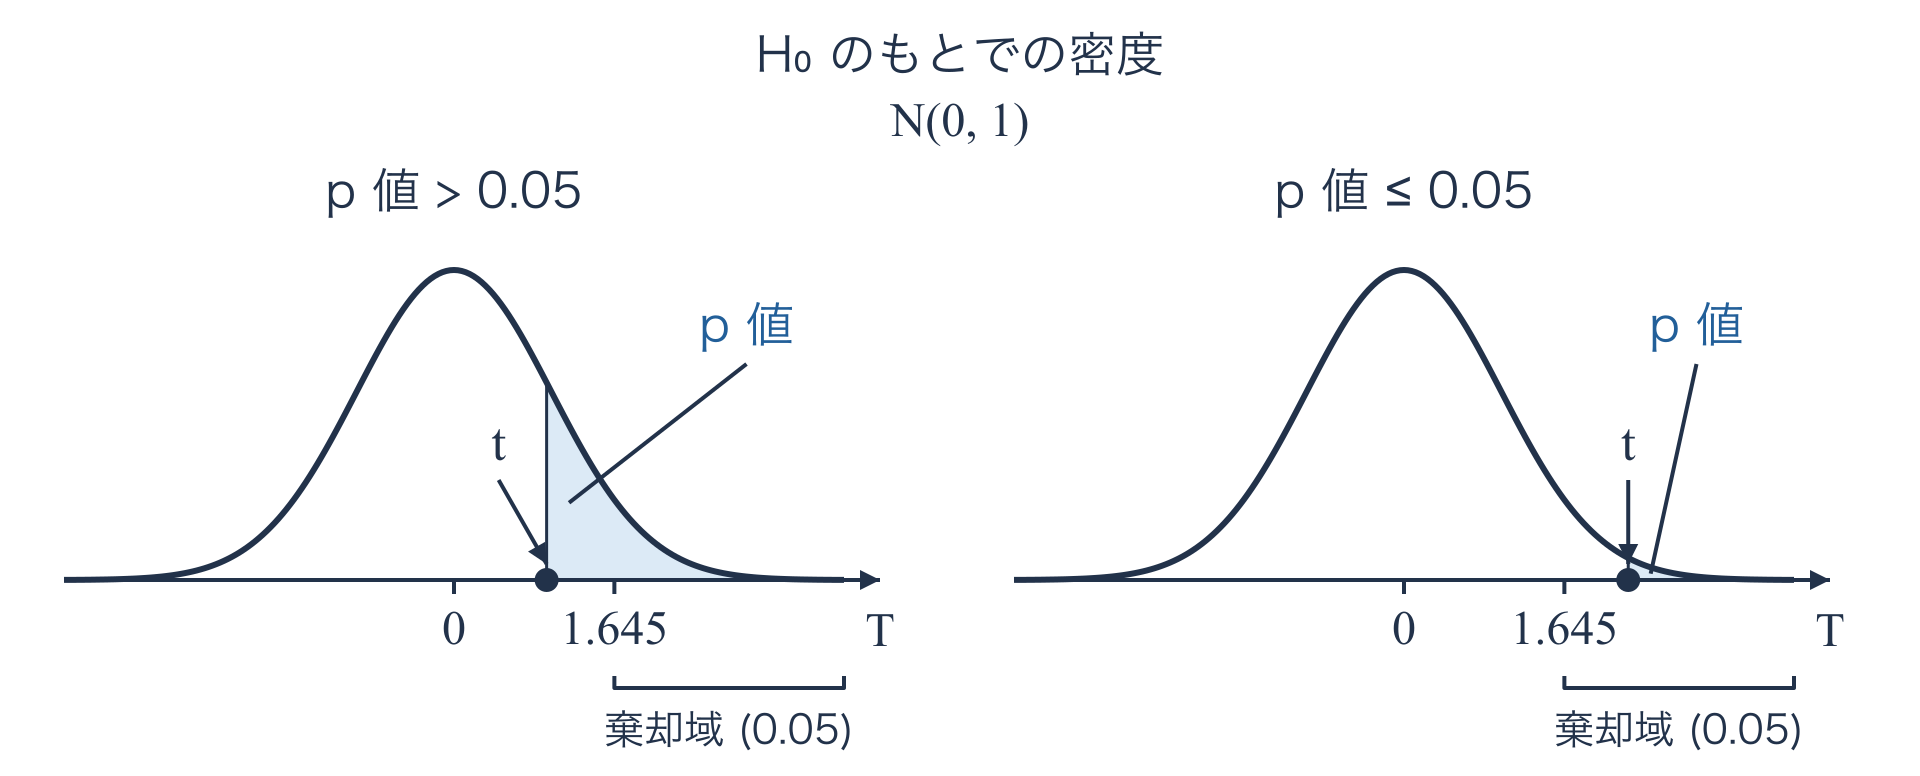 H₀ のもとでの密度
N(0, 1)
p 値 > 0.05
p 値
t
0
1.645
T
棄却域 (0.05)
p 値 ≤ 0.05
p 値
t
0
1.645
T
棄却域 (0.05)